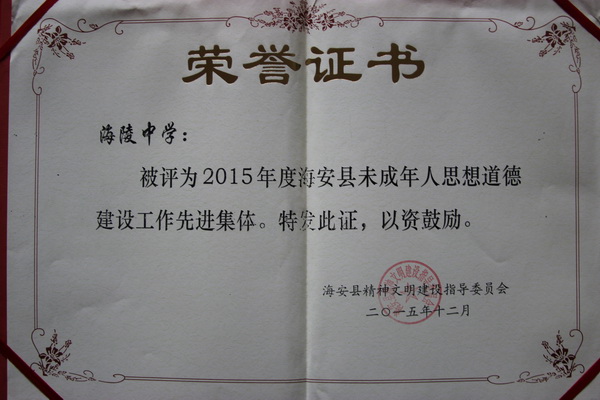 荣誉证书
海陵中学：
被评为2015年度海安县未成年人思想道德
建设工作先进集体。特发此证，以资鼓励。
海安县精神文明建设指导委员会
二〇一五年十二月